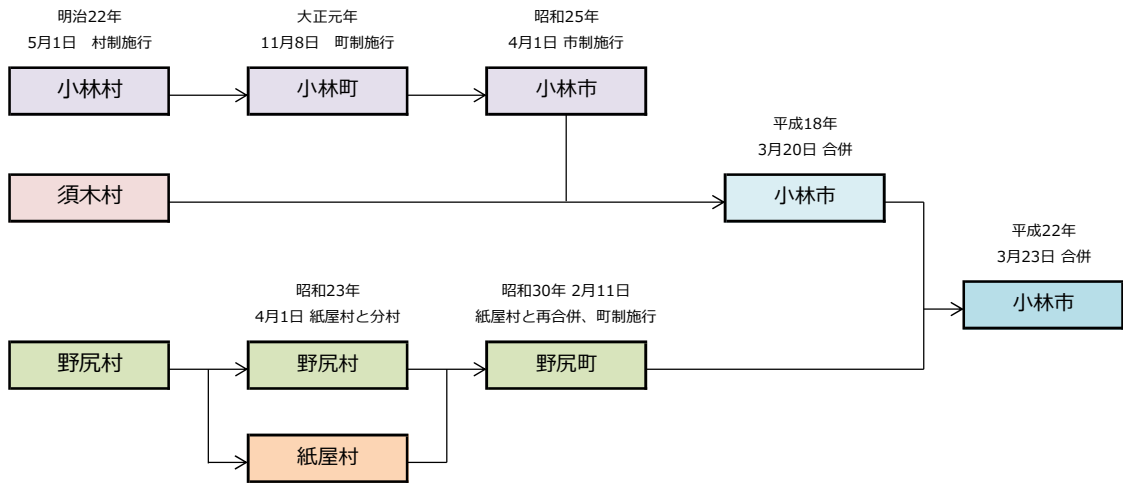 明治22年
5月1日　村制施行
小林村
大正元年
11月8日　町制施行
小林町
昭和25年
4月1日 市制施行
小林市
須木村
平成18年
3月20日 合併
小林市
平成22年
3月23日 合併
小林市
野尻村
昭和23年
4月1日 紙屋村と分村
野尻村
紙屋村
昭和30年 2月11日
紙屋村と再合併、町制施行
野尻町